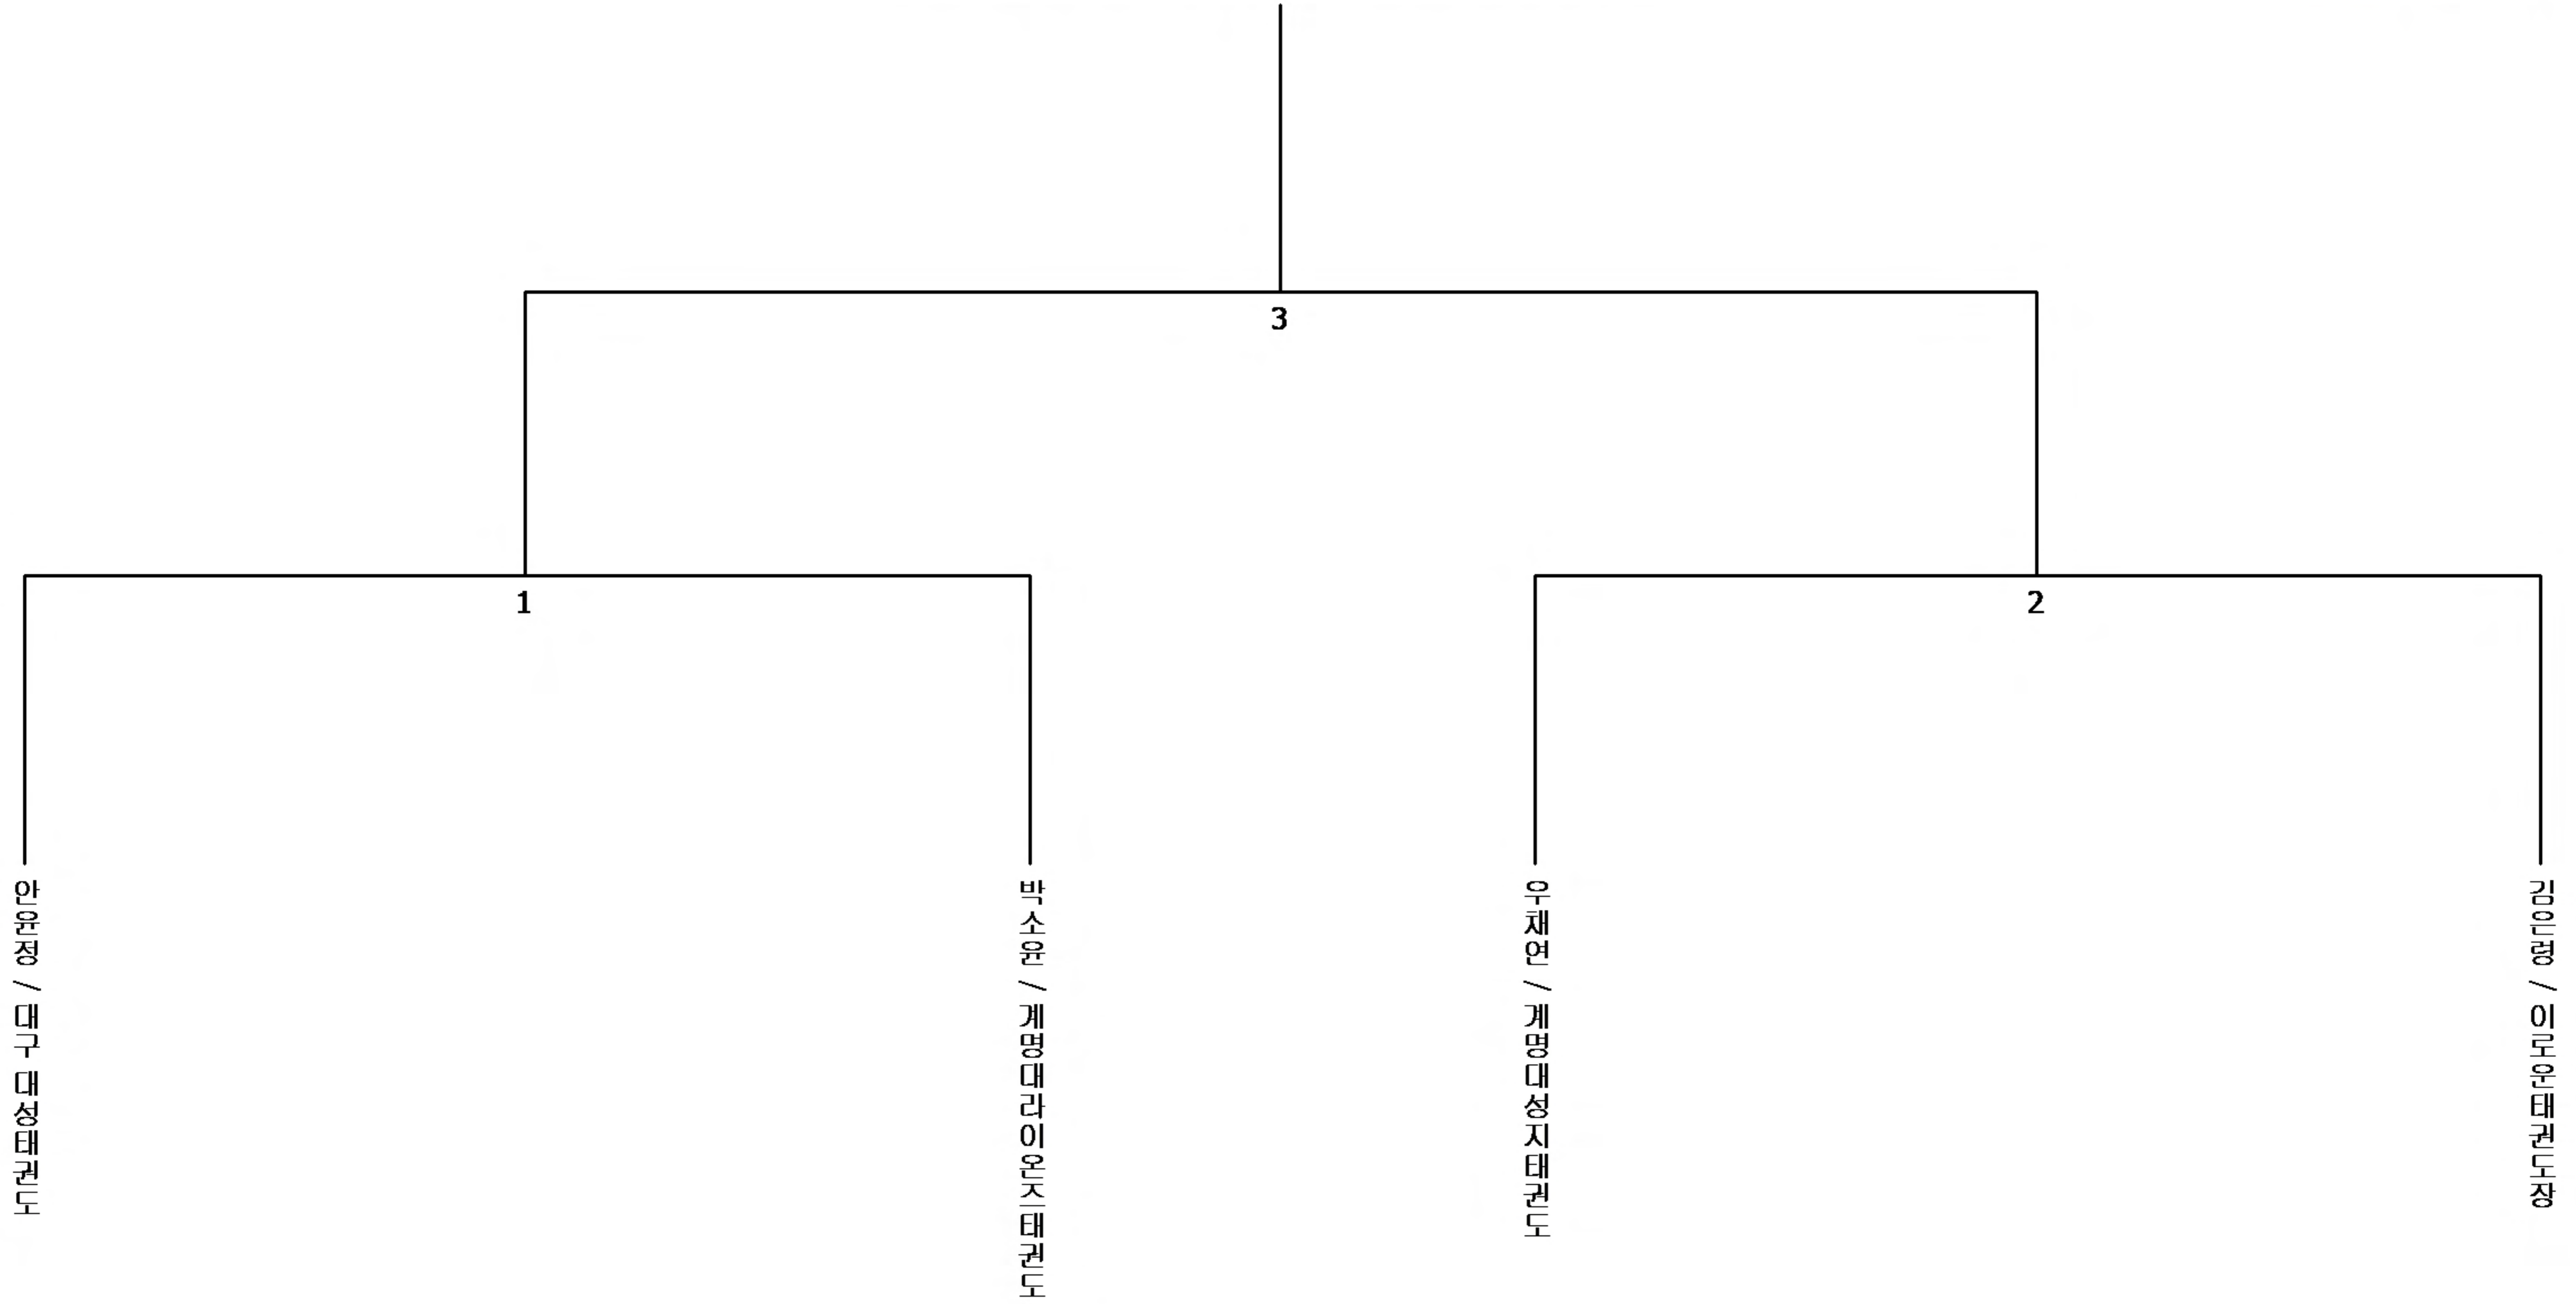 3
1
2
안윤정 / 대구 대성태권도
박소윤 / 계명대라이온즈태권도
우채연 / 계명대성지태권도
김은령 / 이로운태권도장